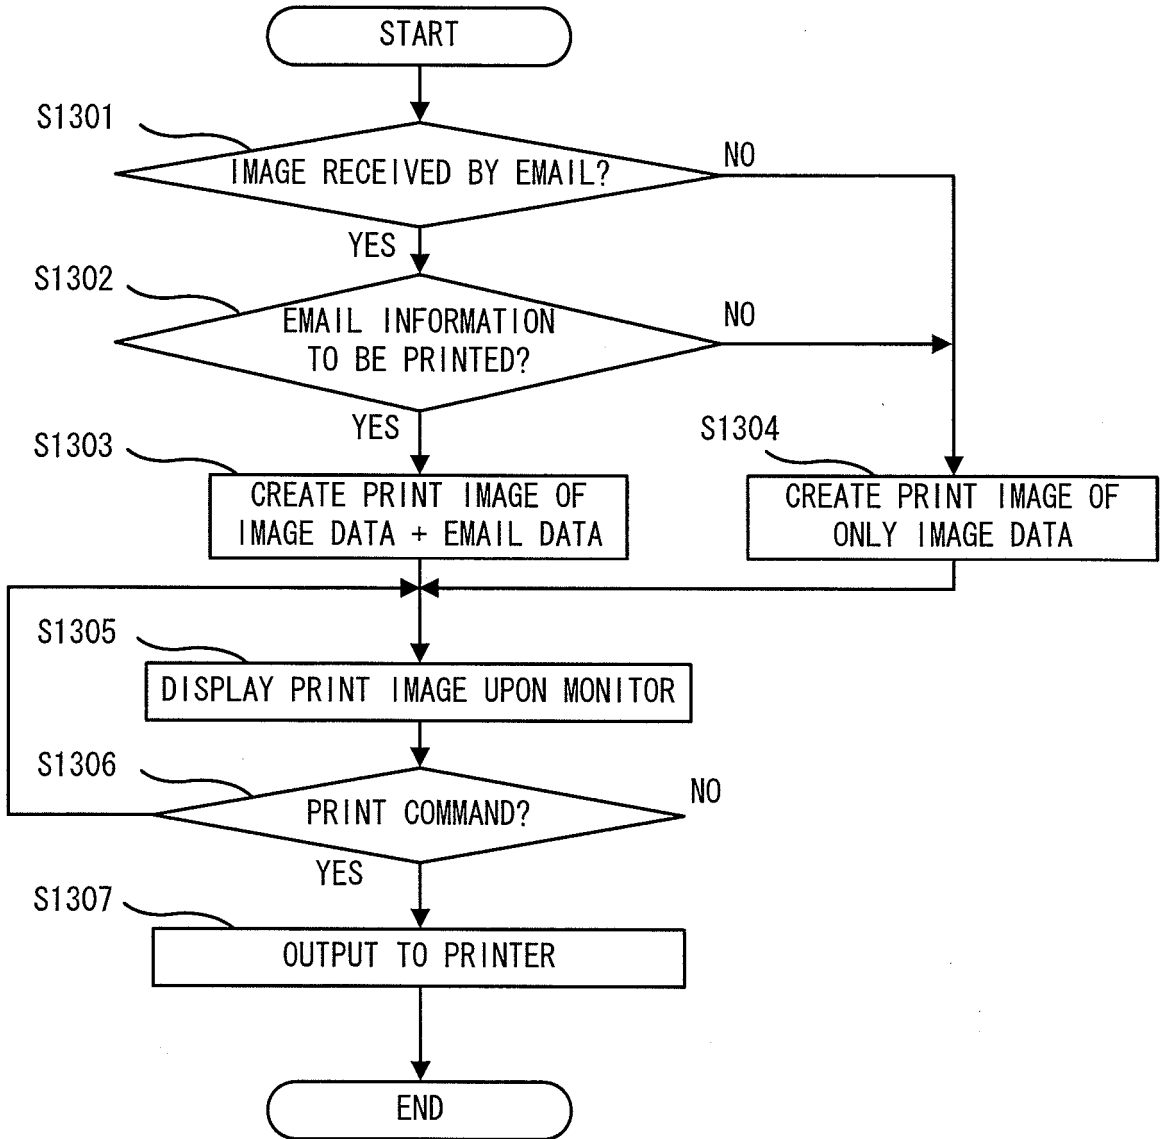 START
S1301
IMAGE RECEIVED BY EMAIL?
NO
YES
S1302
EMAIL INFORMATION
TO BE PRINTED?
NO
YES
S1303
CREATE PRINT IMAGE OF
IMAGE DATA + EMAIL DATA
S1304
CREATE PRINT IMAGE OF
ONLY IMAGE DATA
S1305
DISPLAY PRINT IMAGE UPON MONITOR
S1306
PRINT COMMAND?
NO
YES
S1307
OUTPUT TO PRINTER
END